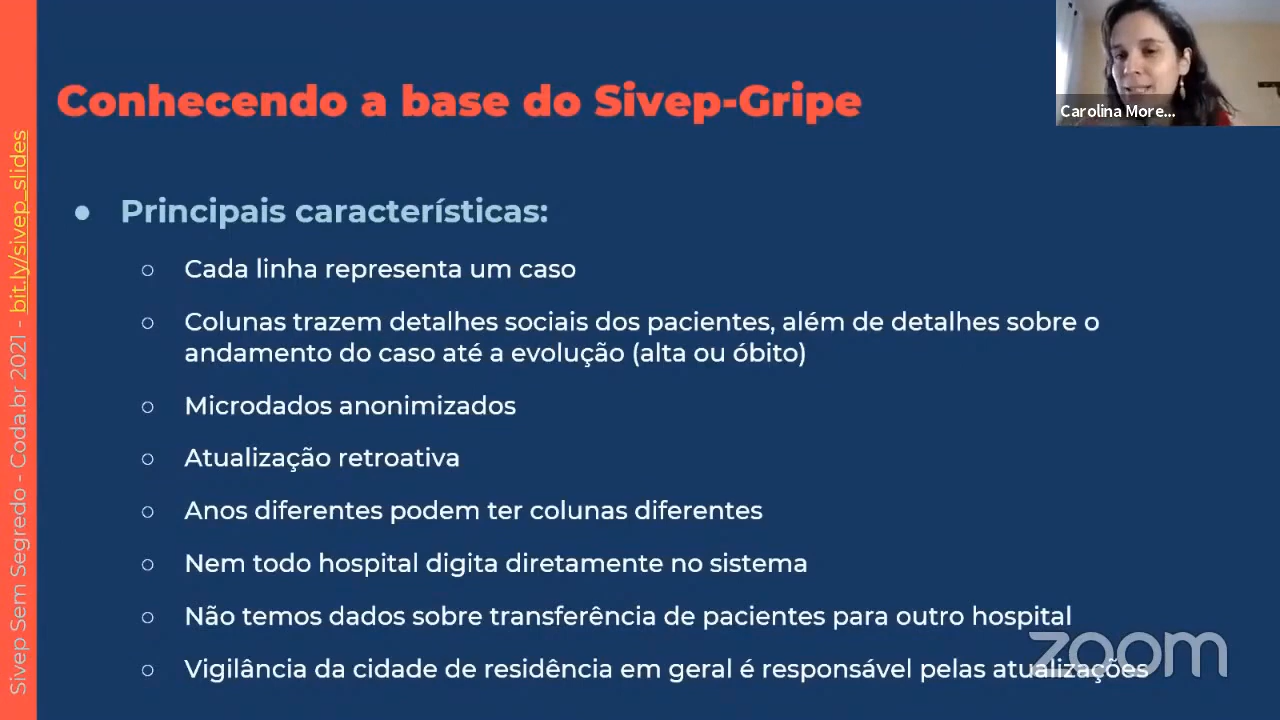 Conhecendo a base do Sivep-Gripe
Carolina More...
● Principais características:
○ Cada linha representa um caso
○ Colunas trazem detalhes sociais dos pacientes, além de detalhes sobre o
andamento do caso até a evolução (alta ou óbito)
○ Microdados anonimizados
○ Atualização retroativa
○ Anos diferentes podem ter colunas diferentes
○ Nem todo hospital digita diretamente no sistema
○ Não temos dados sobre transferência de pacientes para outro hospital
○ Vigilância da cidade de residência em geral é responsável pelas atualizações
zoom
Sivep Sem Segredo - Coda.br 2021 - bit.ly/sivep_slides